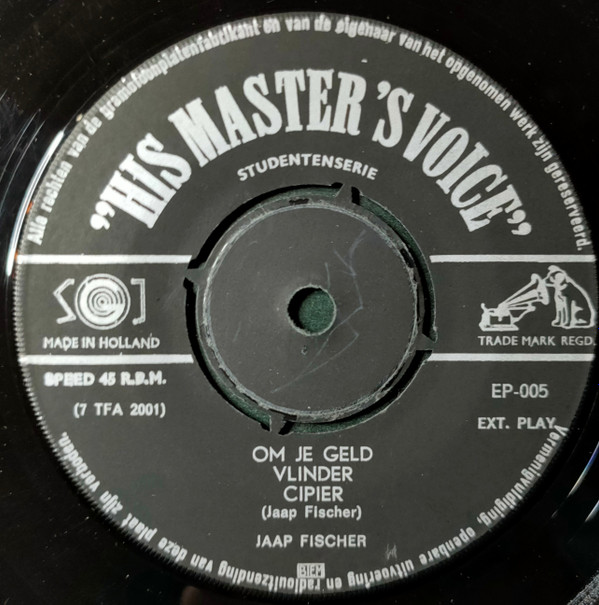 Alle rechten van de gramofoonplatenfabrikant en van de eigenaar van het opgenomen werk zijn gereserveerd.
"HIS MASTER'S VOICE"
STUDENTENSERIE
SOJ
MADE IN HOLLAND
TRADE MARK REGD.
SPEED 45 R.P.M.
(7 TFA 2001)
EP-005
EXT. PLAY
OM JE GELD
VLINDER
CIPIER
(Jaap Fischer)
JAAP FISCHER
BIEM
Vermenigvuldiging, openbare uitvoering en radiouitzending van deze plaat zijn verboden.